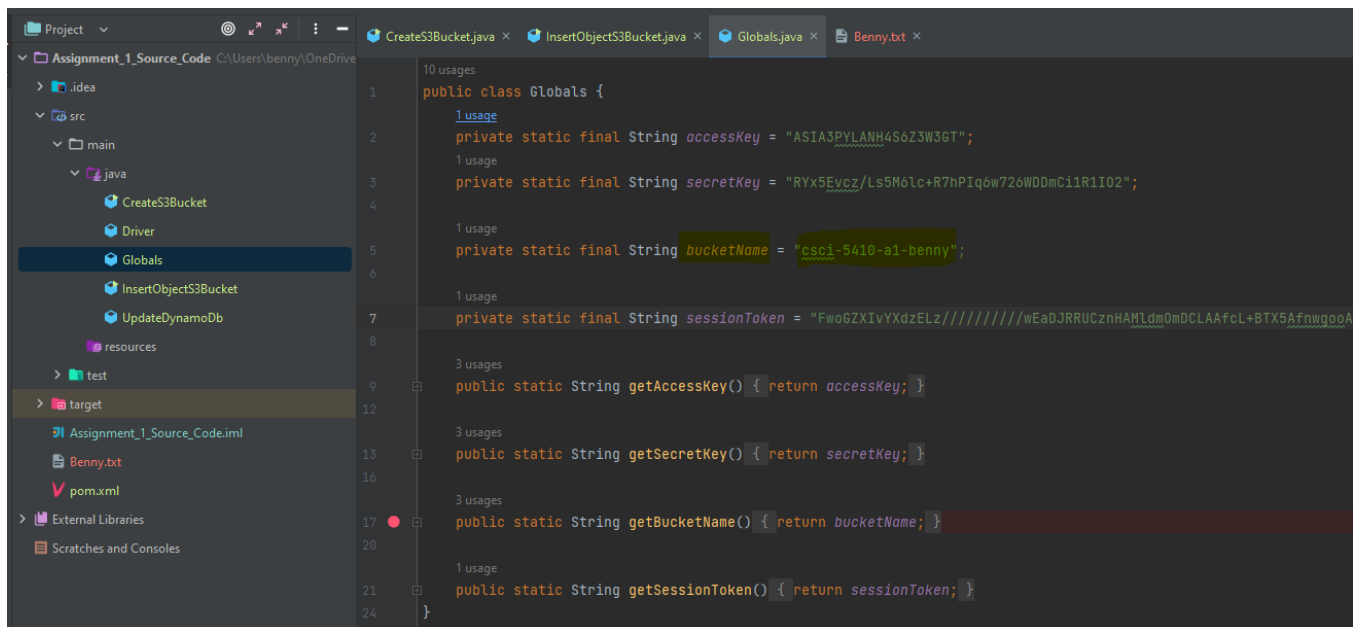 Project
Assignment_1_Source_Code C:\Users\benny\OneDrive
.idea
src
main
java
CreateS3Bucket
Driver
Globals
InsertObjectS3Bucket
UpdateDynamoDb
resources
test
target
Assignment_1_Source_Code.iml
Benny.txt
pom.xml
External Libraries
Scratches and Consoles
CreateS3Bucket.java InsertObjectS3Bucket.java Globals.java Benny.txt
10 usages
1 public class Globals {
1 usage
2 private static final String accessKey = "ASIA3PYLANH4S6Z3W3GT";
1 usage
3 private static final String secretKey = "RYx5Evcz/Ls5M6lc+R7hPIq6w726WDDmCi1R1IO2";
4
1 usage
5 private static final String bucketName = "csci-5410-a1-benny";
6
1 usage
7 private static final String sessionToken = "FwoGZXIvYXdzELz//////////wEaDJRRUCznHAMldmOmDCLAAfcL+BTX5AfnwqooA
8
3 usages
9 public static String getAccessKey() { return accessKey; }
12
3 usages
13 public static String getSecretKey() { return secretKey; }
16
3 usages
17 public static String getBucketName() { return bucketName; }
20
1 usage
21 public static String getSessionToken() { return sessionToken; }
24 }